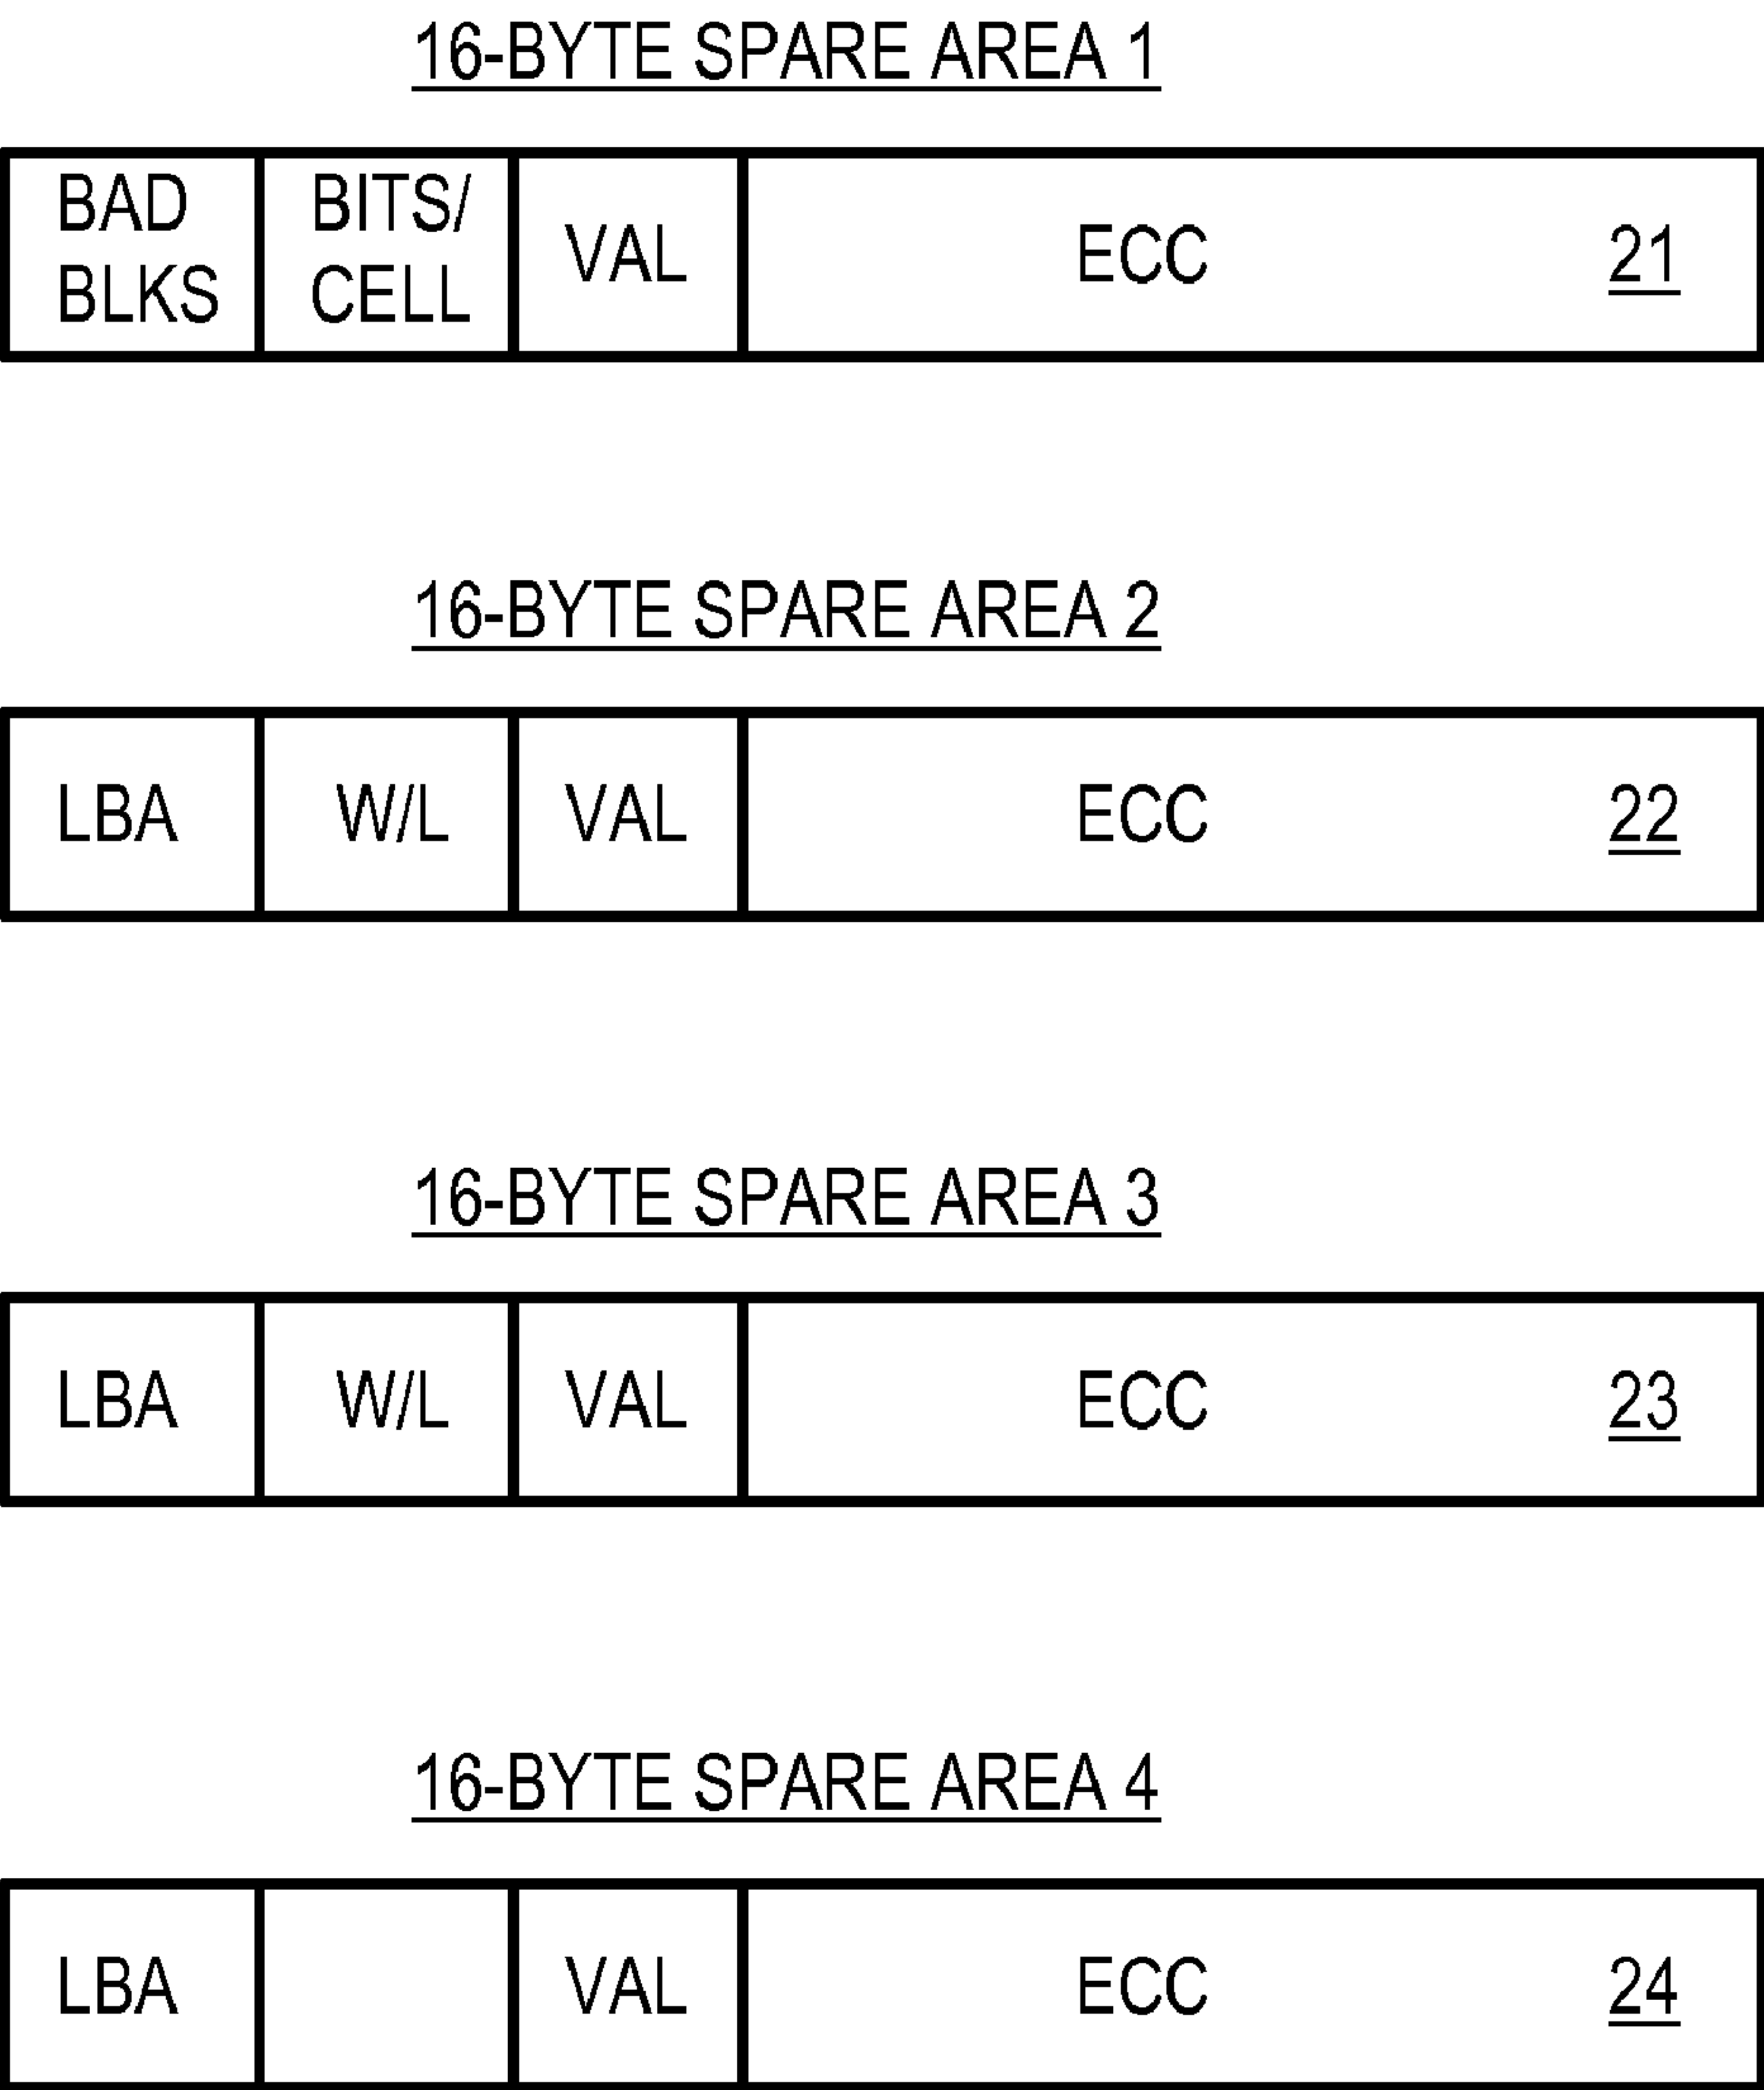 16-BYTE SPARE AREA 1
BAD BLKS BITS/ CELL VAL ECC 21
16-BYTE SPARE AREA 2
LBA W/L VAL ECC 22
16-BYTE SPARE AREA 3
LBA W/L VAL ECC 23
16-BYTE SPARE AREA 4
LBA VAL ECC 24